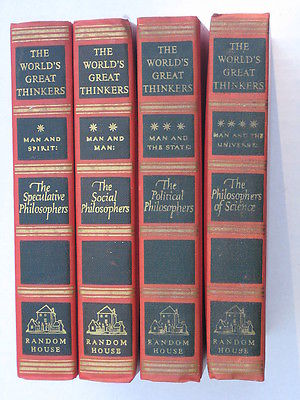 THE
WORLD'S
GREAT
THINKERS
*
MAN AND
SPIRIT:
The
Speculative
Philosophers
RANDOM
HOUSE
THE
WORLD'S
GREAT
THINKERS
* *
MAN AND
MAN:
The
Social
Philosophers
RANDOM
HOUSE
THE
WORLD'S
GREAT
THINKERS
* * *
MAN AND
THE STATE:
The
Political
Philosophers
RANDOM
HOUSE
THE
WORLD'S
GREAT
THINKERS
* * * *
MAN AND THE
UNIVERSE:
The
Philosophers
of Science
RANDOM
HOUSE